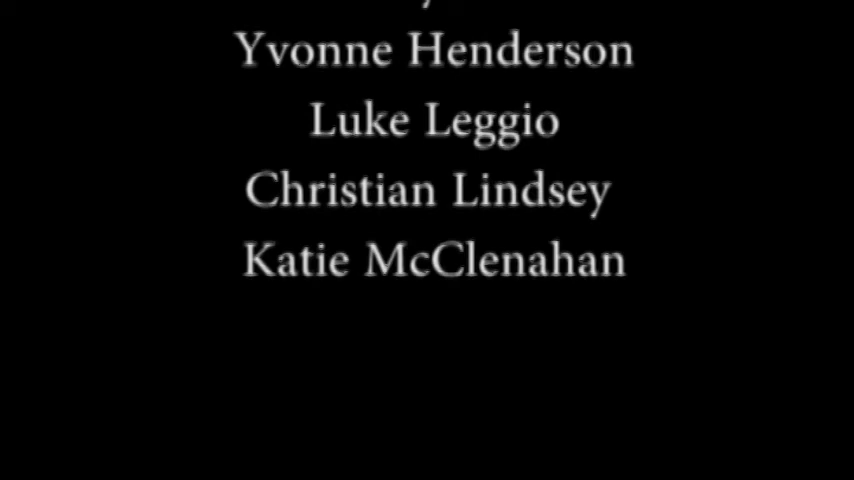 Yvonne Henderson
Luke Leggio
Christian Lindsey
Katie McClenahan